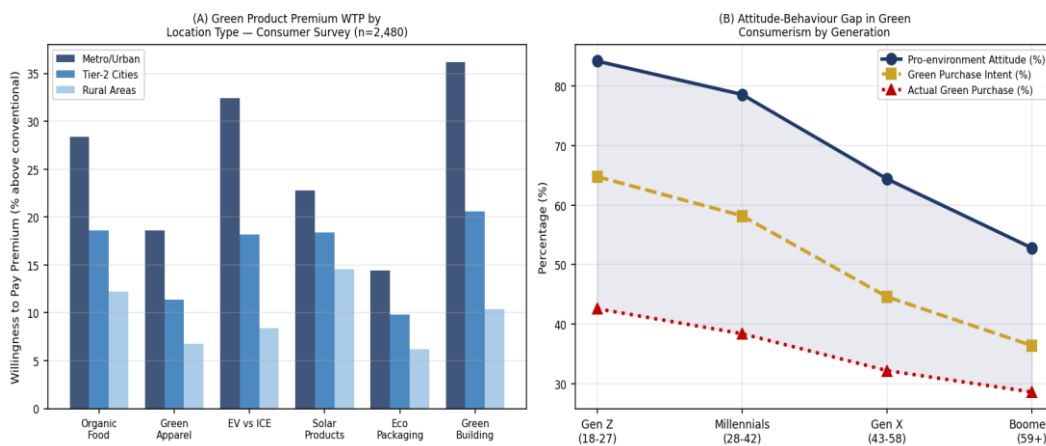 (A) Green Product Premium WTP by
Location Type — Consumer Survey (n=2,480)
Willingness to Pay Premium (% above conventional)
35
30
25
20
15
10
5
0
Metro/Urban
Tier-2 Cities
Rural Areas
Organic
Food
Green
Apparel
EV vs ICE
Solar
Products
Eco
Packaging
Green
Building
(B) Attitude-Behaviour Gap in Green
Consumerism by Generation
Percentage (%)
80
70
60
50
40
30
Pro-environment Attitude (%)
Green Purchase Intent (%)
Actual Green Purchase (%)
Gen Z
(18-27)
Millennials
(28-42)
Gen X
(43-58)
Boome
(59+)